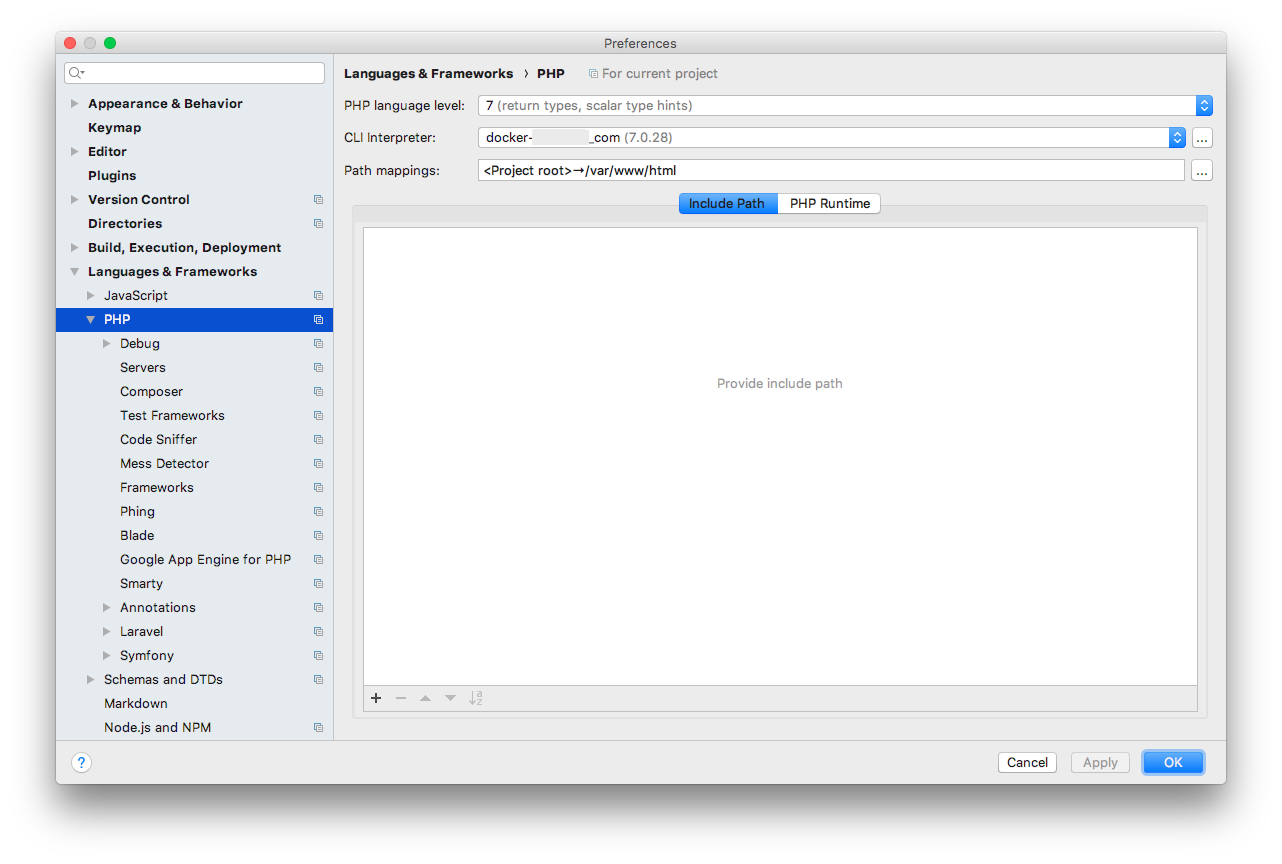 Preferences
Appearance & Behavior
Keymap
Editor
Plugins
Version Control
Directories
Build, Execution, Deployment
Languages & Frameworks
JavaScript
PHP
Debug
Servers
Composer
Test Frameworks
Code Sniffer
Mess Detector
Frameworks
Phing
Blade
Google App Engine for PHP
Smarty
Annotations
Laravel
Symfony
Schemas and DTDs
Markdown
Node.js and NPM
Languages & Frameworks › PHP For current project
PHP language level: 7 (return types, scalar type hints)
CLI Interpreter: docker- _com (7.0.28) ...
Path mappings: <Project root>→/var/www/html ...
Include Path PHP Runtime
Provide include path
a
z
? Cancel Apply OK